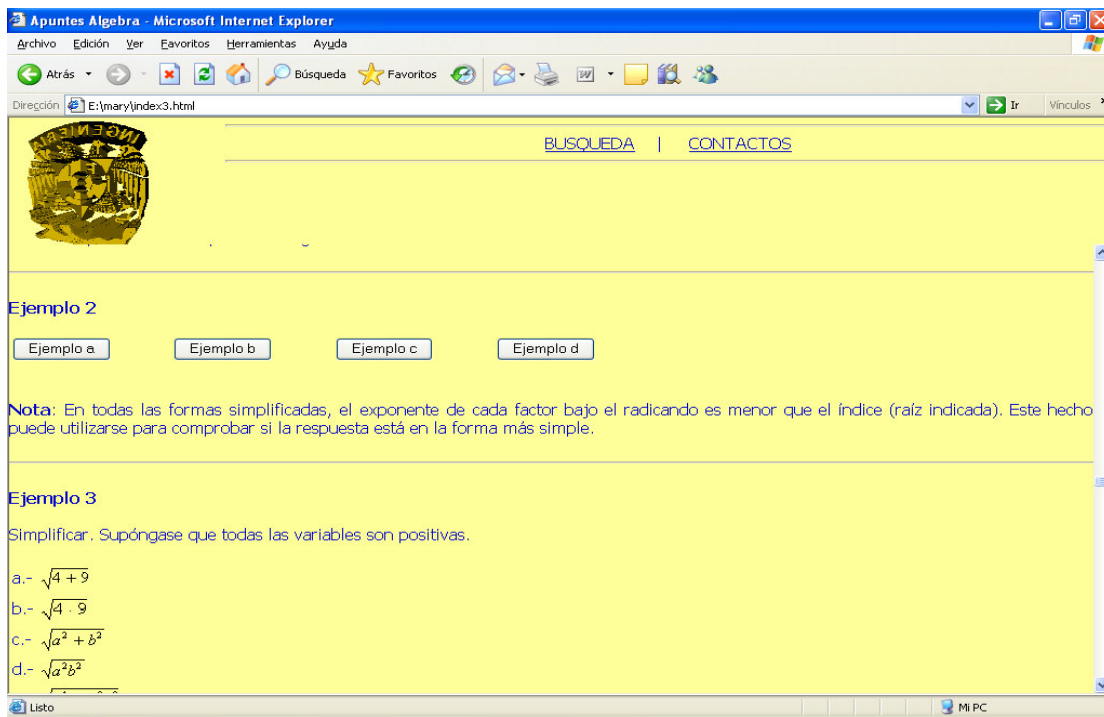 Apuntes Algebra - Microsoft Internet Explorer
Archivo Edición Ver Favoritos Herramientas Ayuda
Atrás Búsqueda Favoritos
Dirección E:\mary\index3.html Ir Vínculos
INGENIERIA
BUSQUEDA | CONTACTOS
Ejemplo 2
Ejemplo a Ejemplo b Ejemplo c Ejemplo d
Nota: En todas las formas simplificadas, el exponente de cada factor bajo el radicando es menor que el índice (raíz indicada). Este hecho
puede utilizarse para comprobar si la respuesta está en la forma más simple.
Ejemplo 3
Simplificar. Supóngase que todas las variables son positivas.
a.- √(4 + 9)
b.- √(4 · 9)
c.- √(a² + b²)
d.- √(a²b²)
Listo Mi PC